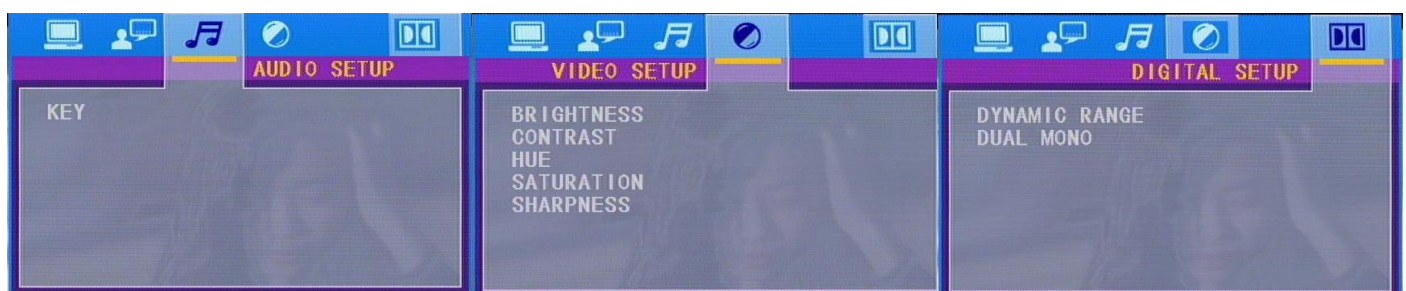 AUDIO SETUP
KEY
VIDEO SETUP
BRIGHTNESS
CONTRAST
HUE
SATURATION
SHARPNESS
DIGITAL SETUP
DYNAMIC RANGE
DUAL MONO